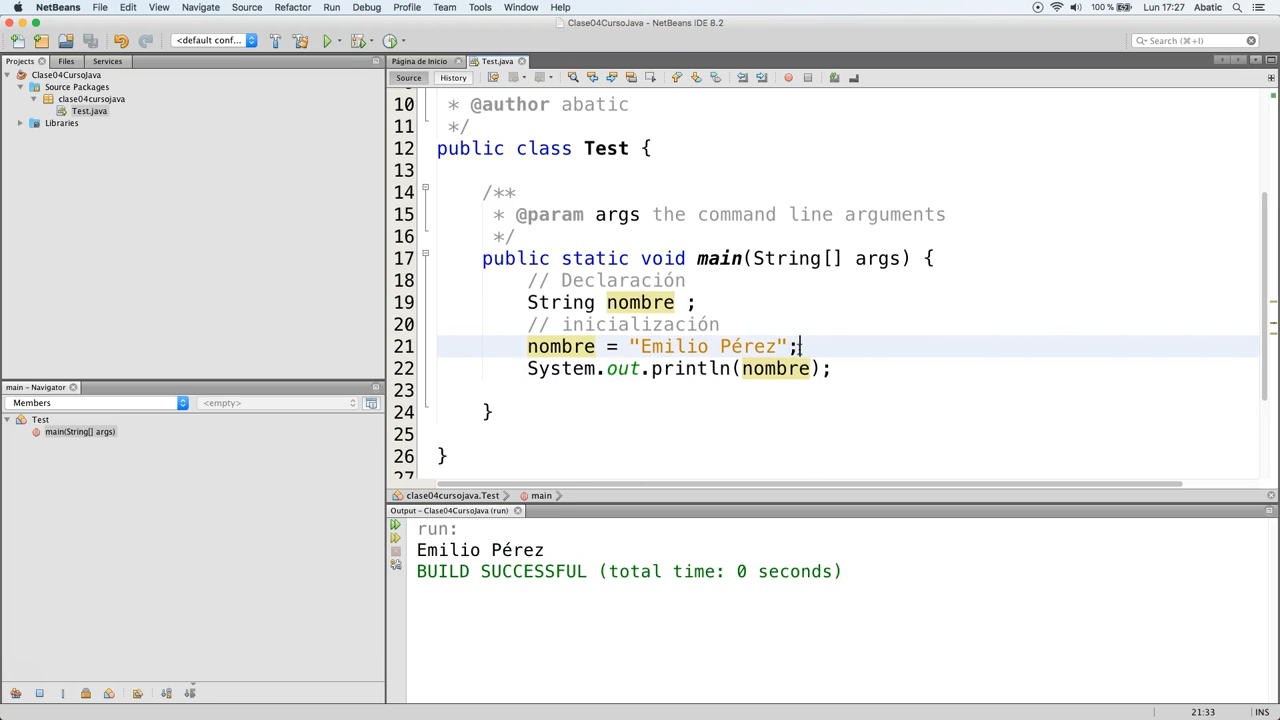 NetBeans File Edit View Navigate Source Refactor Run Debug Profile Team Tools Window Help 100 % Lun 17:27 Abatic
Clase04CursoJava - NetBeans IDE 8.2
<default conf... Search (⌘+I)
Projects Files Services
Clase04CursoJava
Source Packages
clase04cursojava
Test.java
Libraries
Página de Inicio Test.java
Source History
10 * @author abatic
11 */
12 public class Test {
13
14 /**
15 * @param args the command line arguments
16 */
17 public static void main(String[] args) {
18 // Declaración
19 String nombre ;
20 // inicialización
21 nombre = "Emilio Pérez";
22 System.out.println(nombre);
23
24 }
25
26 }
27
clase04cursojava.Test main
main - Navigator
Members <empty>
Test
main(String[] args)
Output - Clase04CursoJava (run)
run:
Emilio Pérez
BUILD SUCCESSFUL (total time: 0 seconds)
21:33 INS